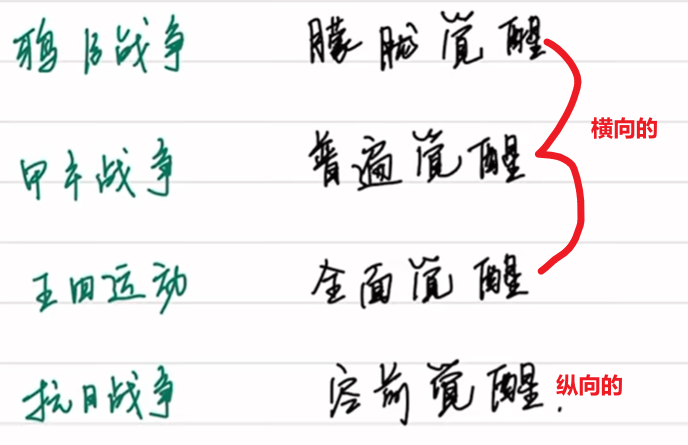 鸦片战争 朦胧觉醒
横向的
甲午战争 普遍觉醒
五四运动 全面觉醒
抗日战争 空前觉醒.
纵向的